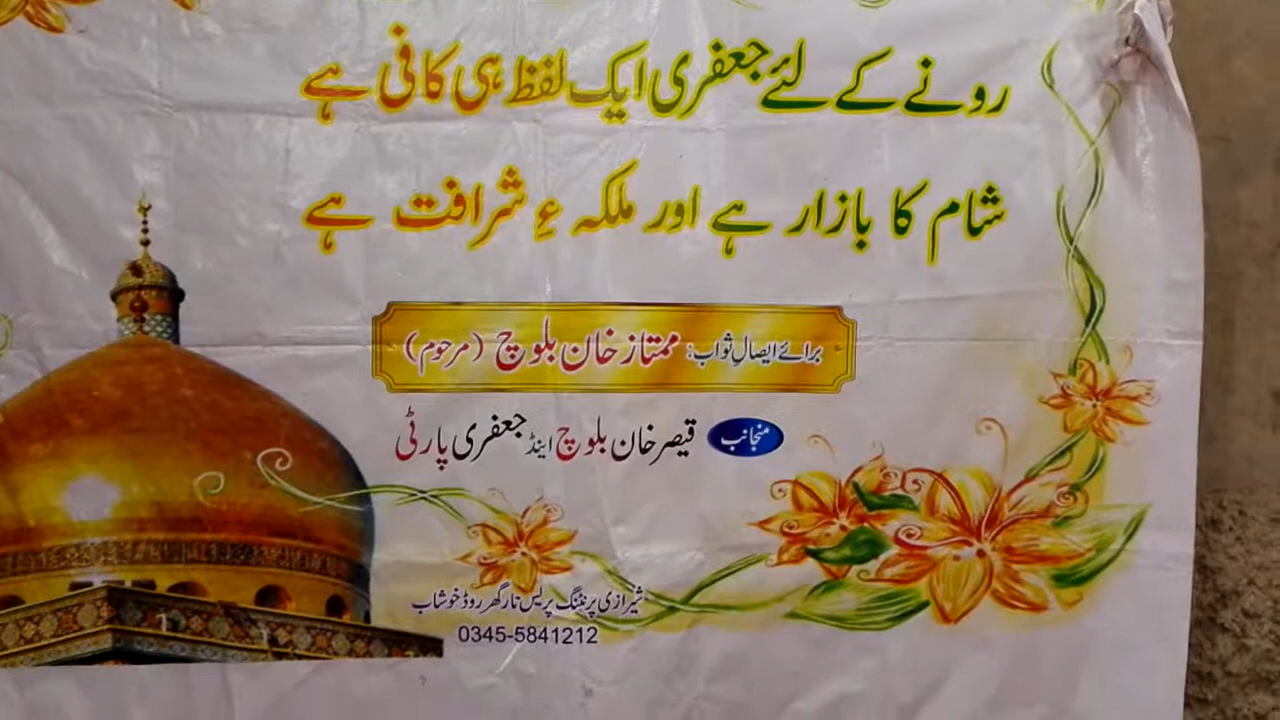 رونے کے لئے جعفری ایک لفظ ہی کافی ہے
شام کا بازار ہے اور ملکہ ءِ شرافت ہے
برائے ایصالِ ثواب: ممتاز خان بلوچ (مرحوم)
منجانب قیصر خان بلوچ اینڈ جعفری پارٹی
شیرازی پرنٹنگ پریس نارگھر روڈ خوشاب
0345-5841212